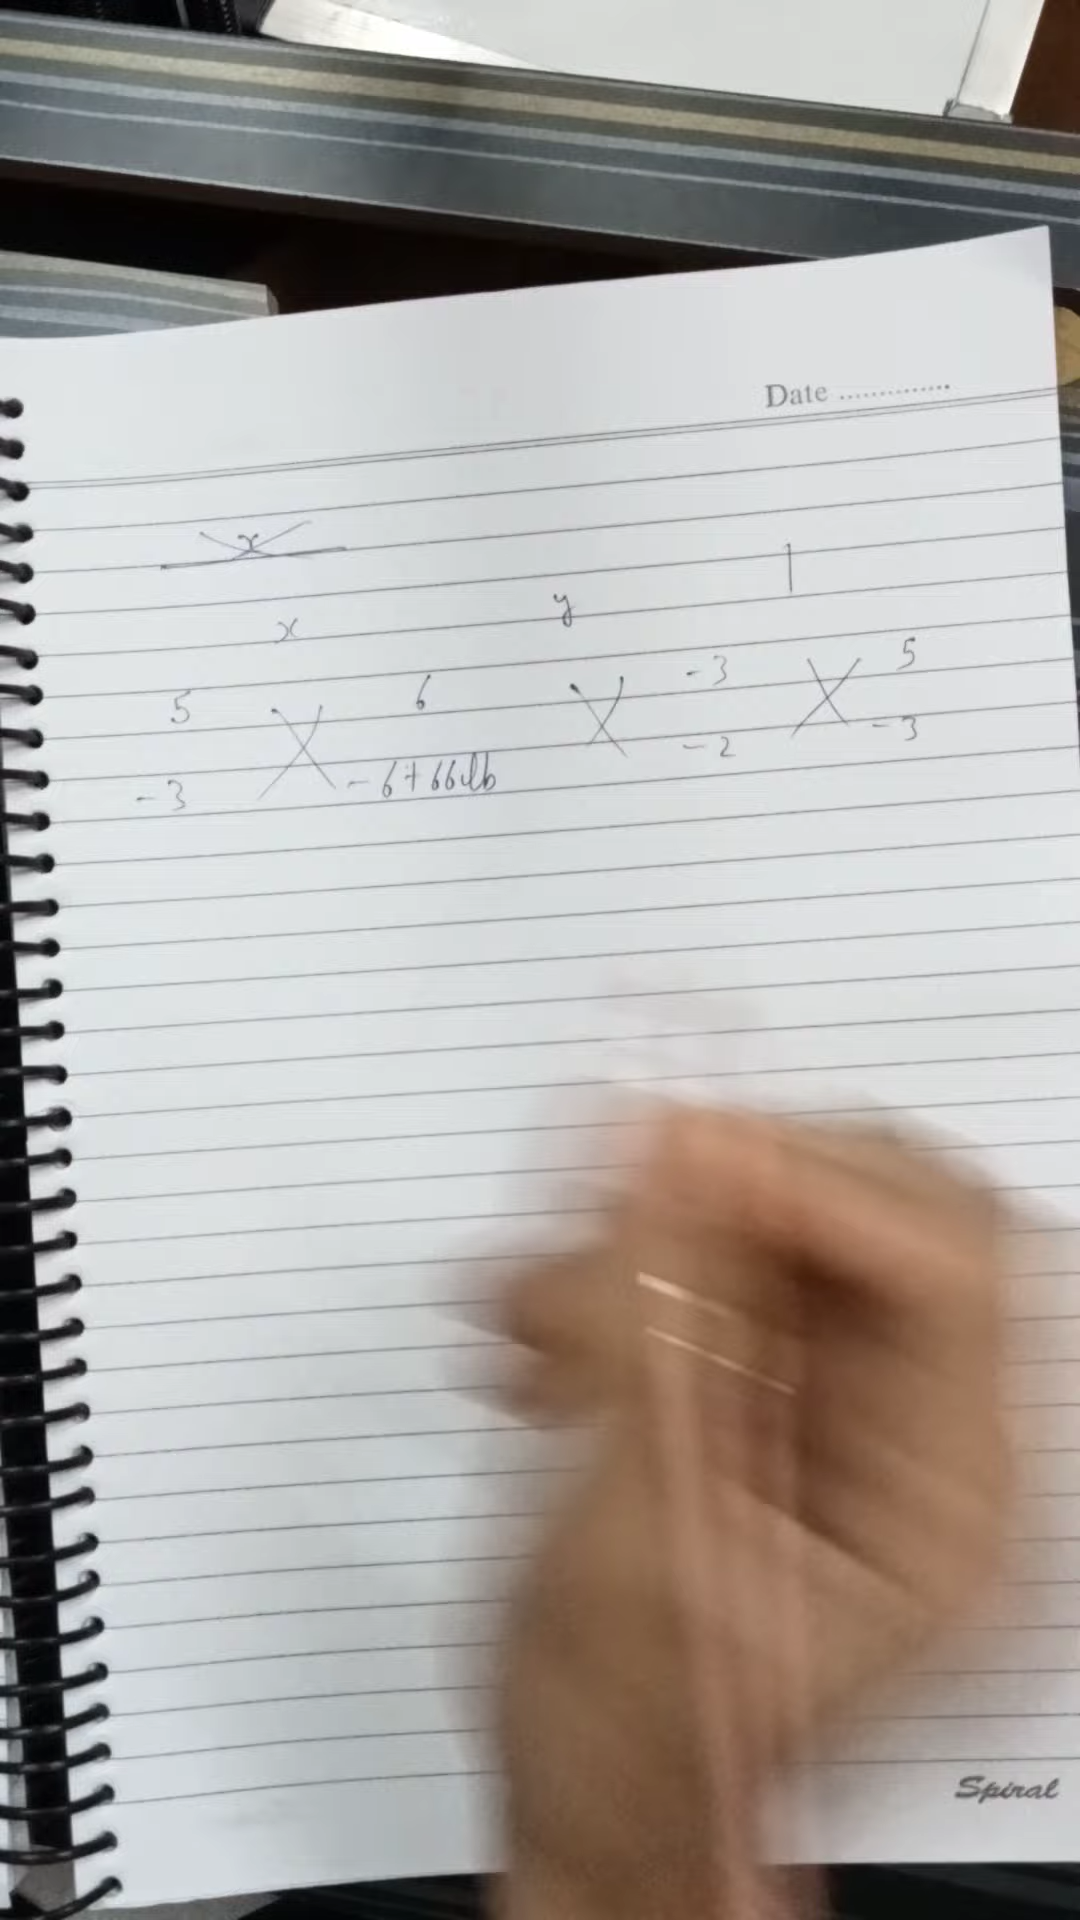 Date ..............
x
x y 1
5 6 -3 5
-3 -2 -3
Spiral